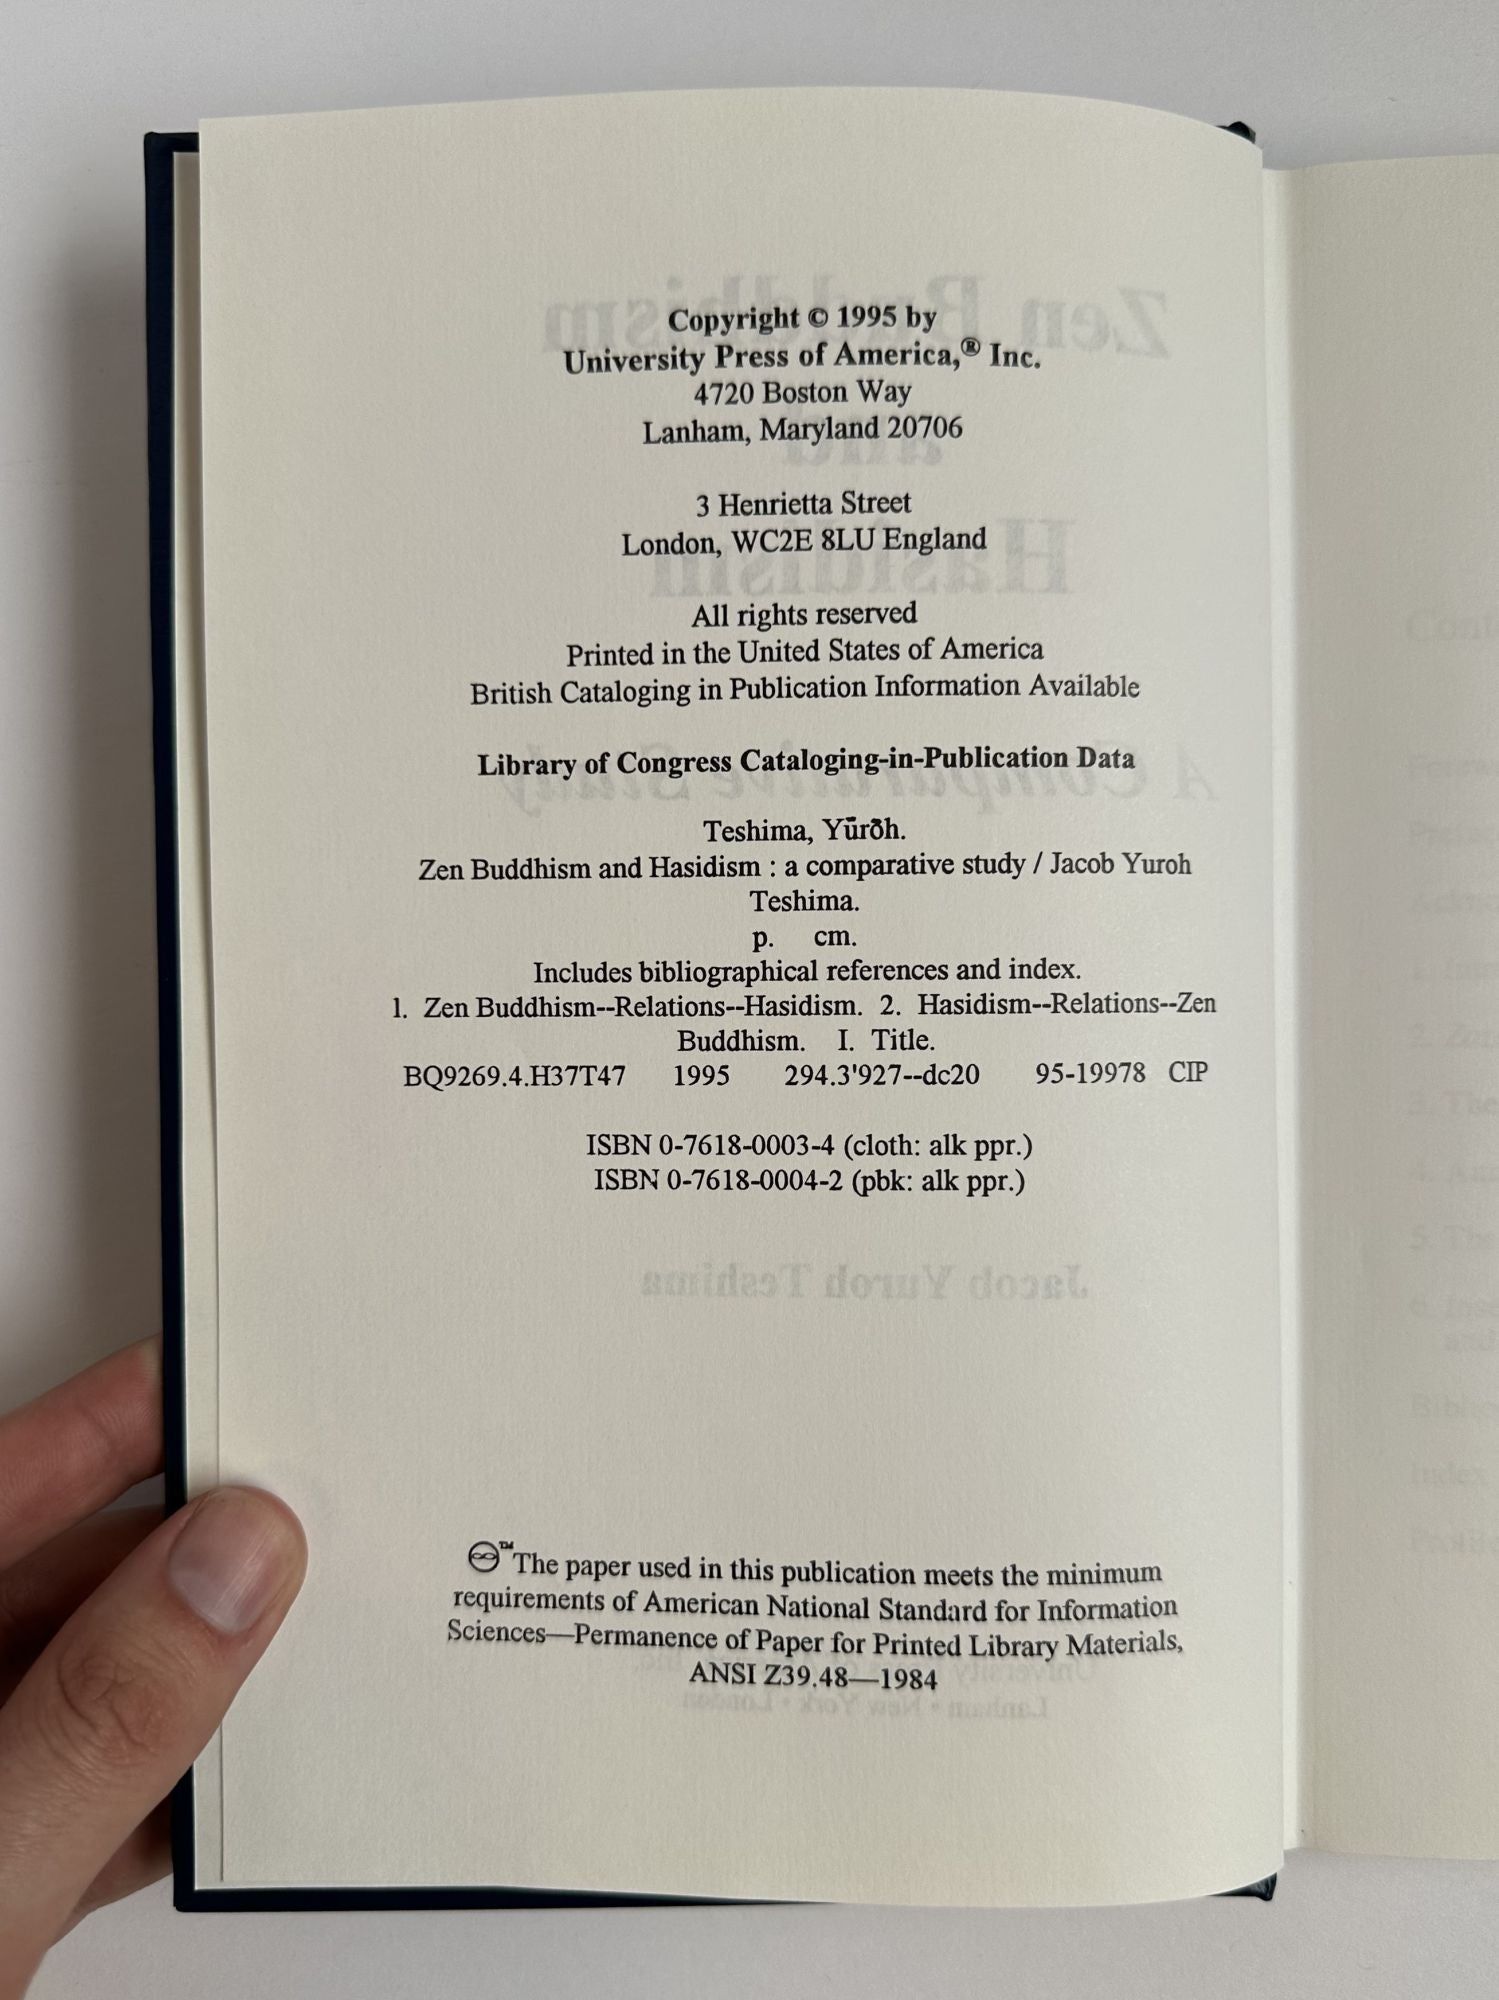 Copyright © 1995 by
University Press of America,® Inc.
4720 Boston Way
Lanham, Maryland 20706
3 Henrietta Street
London, WC2E 8LU England
All rights reserved
Printed in the United States of America
British Cataloging in Publication Information Available
Library of Congress Cataloging-in-Publication Data
Teshima, Yūrōh.
Zen Buddhism and Hasidism : a comparative study / Jacob Yuroh
Teshima.
p. cm.
Includes bibliographical references and index.
1. Zen Buddhism--Relations--Hasidism. 2. Hasidism--Relations--Zen
Buddhism. I. Title.
BQ9269.4.H37T47 1995 294.3'927--dc20 95-19978 CIP
ISBN 0-7618-0003-4 (cloth: alk ppr.)
ISBN 0-7618-0004-2 (pbk: alk ppr.)
™The paper used in this publication meets the minimum
requirements of American National Standard for Information
Sciences—Permanence of Paper for Printed Library Materials,
ANSI Z39.48—1984